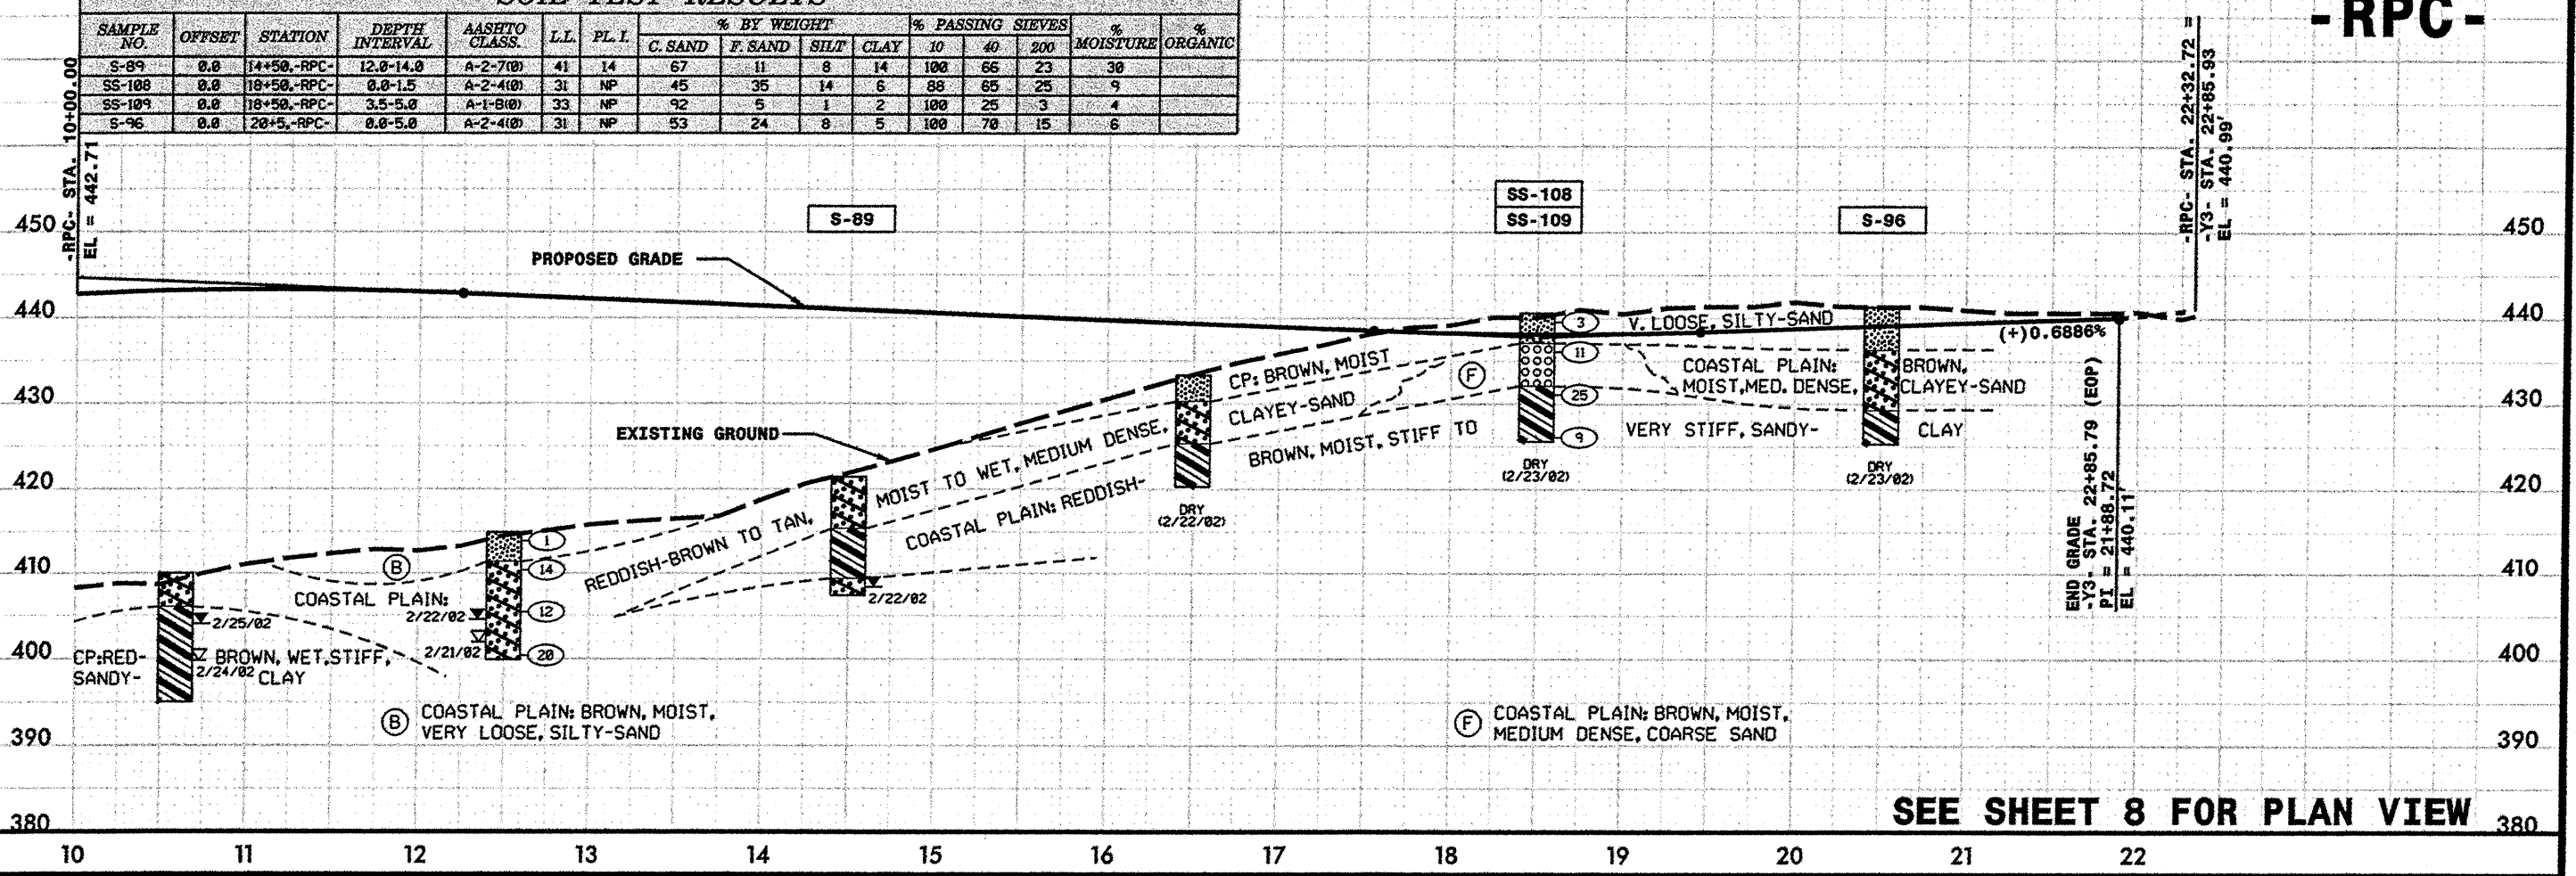 SOIL TEST RESULTS
SAMPLE NO. OFFSET STATION DEPTH INTERVAL AASHTO CLASS. L.L. PL. I. % BY WEIGHT % PASSING SIEVES % MOISTURE % ORGANIC
C. SAND F. SAND SILT CLAY 10 40 200
S-89 0.0 14+50,-RPC- 12.0-14.0 A-2-7(0) 41 14 67 11 8 14 100 66 23 30
SS-108 0.0 18+50,-RPC- 0.0-1.5 A-2-4(0) 31 NP 45 35 14 6 88 65 25 9
SS-109 0.0 18+50,-RPC- 3.5-5.0 A-1-B(0) 33 NP 92 5 1 2 100 25 3 4
S-96 0.0 20+5,-RPC- 0.0-5.0 A-2-4(0) 31 NP 53 24 8 5 100 70 15 6
-RPC-
-RPC- STA. 10+00.00
EL = 442.71
-RPC- STA. 22+32.72 =
-Y3- STA. 22+85.93
EL = 440.99'
S-89
SS-108
SS-109
S-96
450 450
PROPOSED GRADE
440 440
3 V. LOOSE, SILTY-SAND
(+)0.6886%
11
CP: BROWN, MOIST
F
COASTAL PLAIN: BROWN,
MOIST, MED. DENSE, CLAYEY-SAND
25
430 430
CLAYEY-SAND
EXISTING GROUND
9
BROWN, MOIST, STIFF TO VERY STIFF, SANDY- CLAY
MOIST TO WET, MEDIUM DENSE,
DRY
(2/23/02)
DRY
(2/23/02)
420 420
DRY
(2/22/02)
COASTAL PLAIN: REDDISH-
REDDISH-BROWN TO TAN,
1
14
410 410
B
COASTAL PLAIN:
2/22/02
2/22/02
12
2/25/02
2/21/02
20
400 400
CP:RED- BROWN, WET, STIFF,
SANDY- 2/24/02 CLAY
END GRADE
-Y3- STA. 22+85.79 (EOP)
PI = 21+88.72
EL = 440.11'
B COASTAL PLAIN: BROWN, MOIST,
VERY LOOSE, SILTY-SAND
F COASTAL PLAIN: BROWN, MOIST,
MEDIUM DENSE, COARSE SAND
390 390
SEE SHEET 8 FOR PLAN VIEW
380 380
10 11 12 13 14 15 16 17 18 19 20 21 22